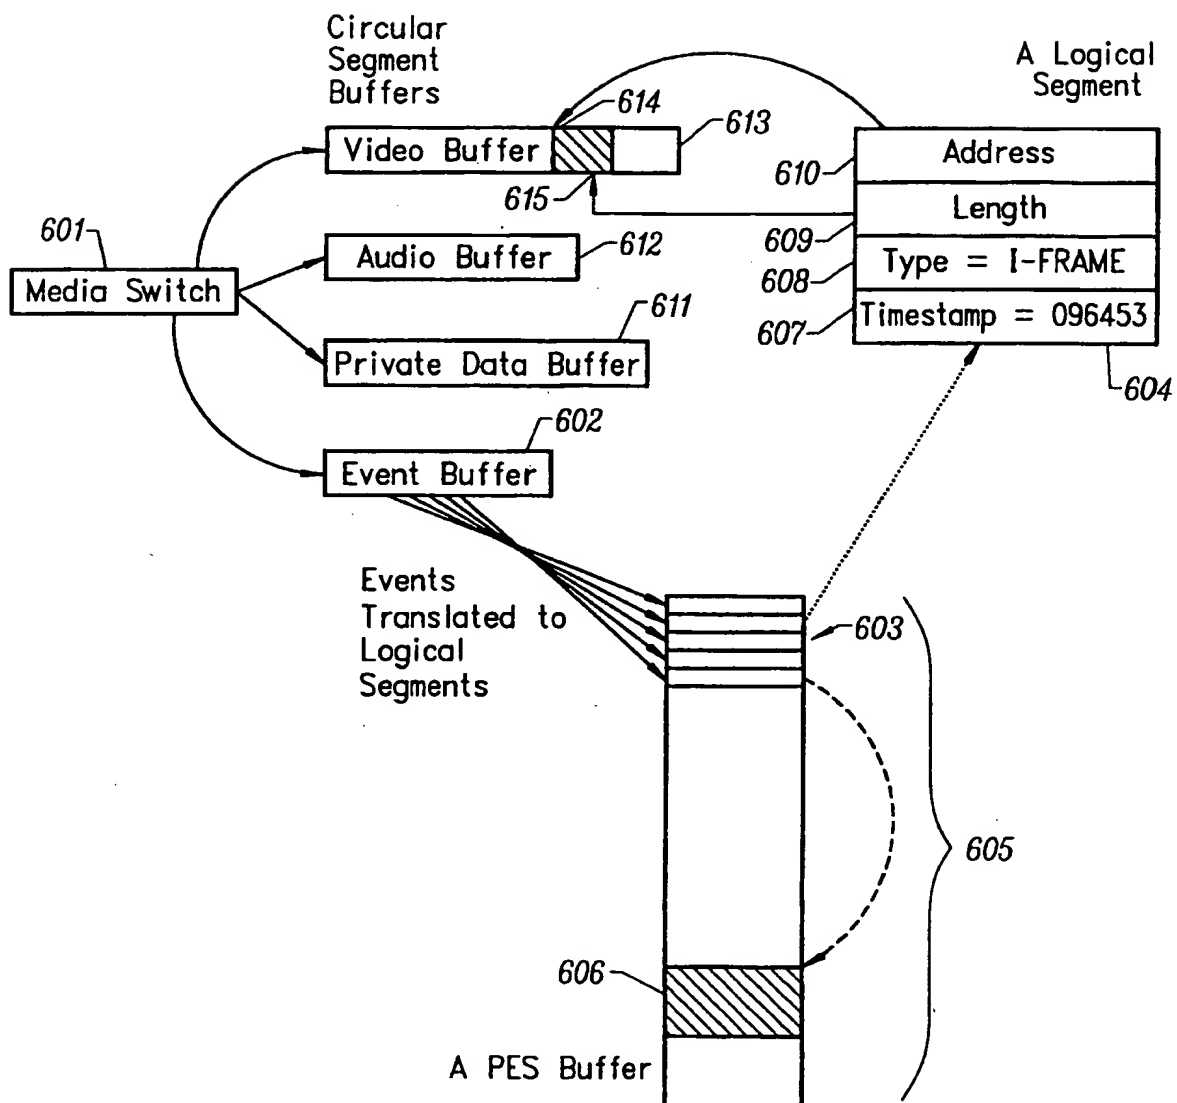 Circular
Segment
Buffers
A Logical
Segment
614
613
Video Buffer
Address
610
615
Length
609
601
612
Audio Buffer
Type = I-FRAME
608
Media Switch
611
Timestamp = 096453
607
Private Data Buffer
604
602
Event Buffer
Events
Translated to
Logical
Segments
603
605
606
A PES Buffer